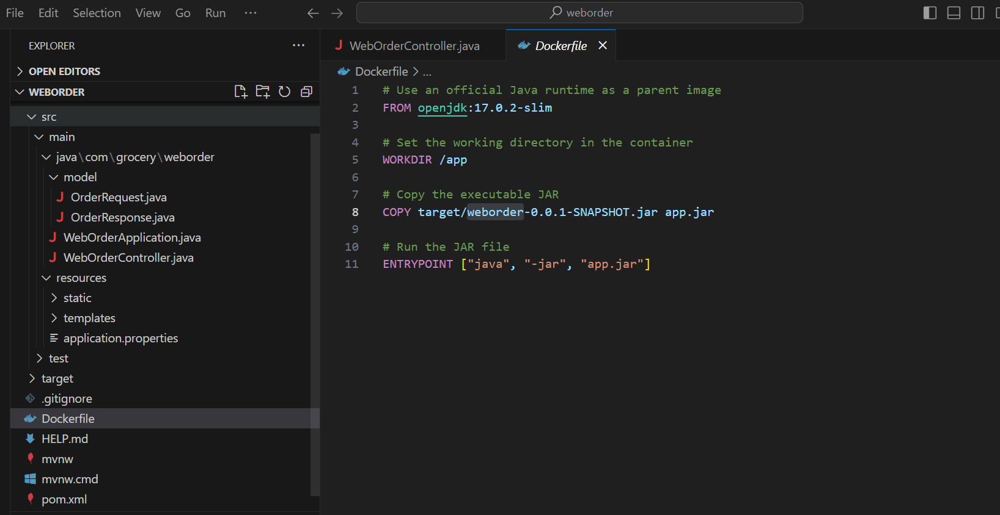 File Edit Selection View Go Run ···
weborder
EXPLORER ···
OPEN EDITORS
WEBORDER
src
main
java\com\grocery\weborder
model
OrderRequest.java
OrderResponse.java
WebOrderApplication.java
WebOrderController.java
resources
static
templates
application.properties
test
target
.gitignore
Dockerfile
HELP.md
mvnw
mvnw.cmd
pom.xml
WebOrderController.java
Dockerfile
Dockerfile > ...
1 # Use an official Java runtime as a parent image
2 FROM openjdk:17.0.2-slim
3
4 # Set the working directory in the container
5 WORKDIR /app
6
7 # Copy the executable JAR
8 COPY target/weborder-0.0.1-SNAPSHOT.jar app.jar
9
10 # Run the JAR file
11 ENTRYPOINT ["java", "-jar", "app.jar"]